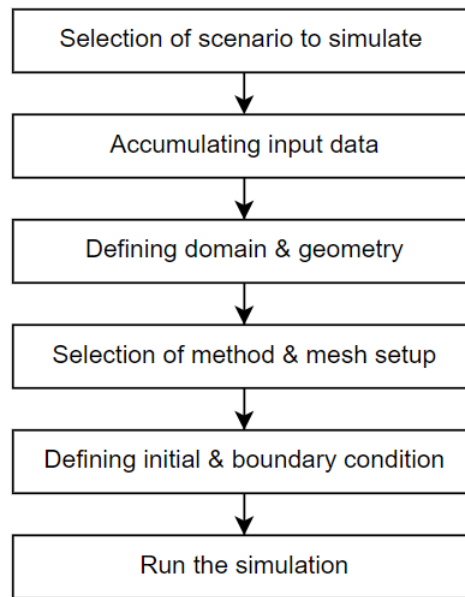 Selection of scenario to simulate
Accumulating input data
Defining domain & geometry
Selection of method & mesh setup
Defining initial & boundary condition
Run the simulation